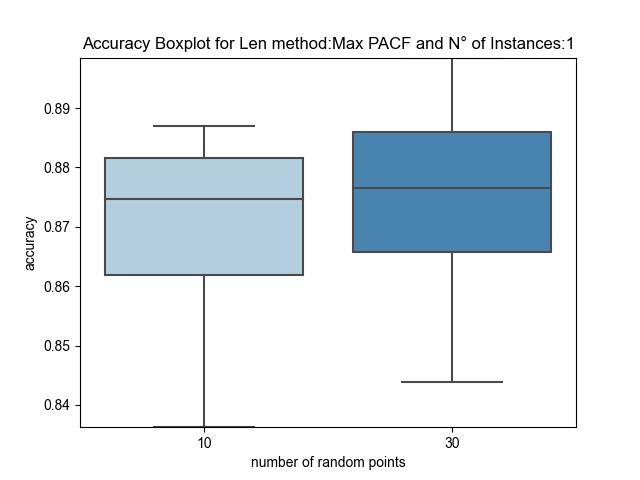 Accuracy Boxplot for Len method:Max PACF and N° of Instances:1
0.89
0.88
0.87
0.86
0.85
0.84
accuracy
10 30
number of random points